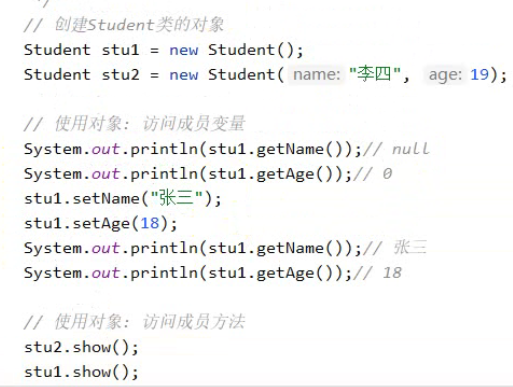 */
// 创建Student类的对象
Student stu1 = new Student();
Student stu2 = new Student( name: "李四", age: 19);
// 使用对象: 访问成员变量
System.out.println(stu1.getName());// null
System.out.println(stu1.getAge());// 0
stu1.setName("张三");
stu1.setAge(18);
System.out.println(stu1.getName());// 张三
System.out.println(stu1.getAge());// 18
// 使用对象: 访问成员方法
stu2.show();
stu1.show();